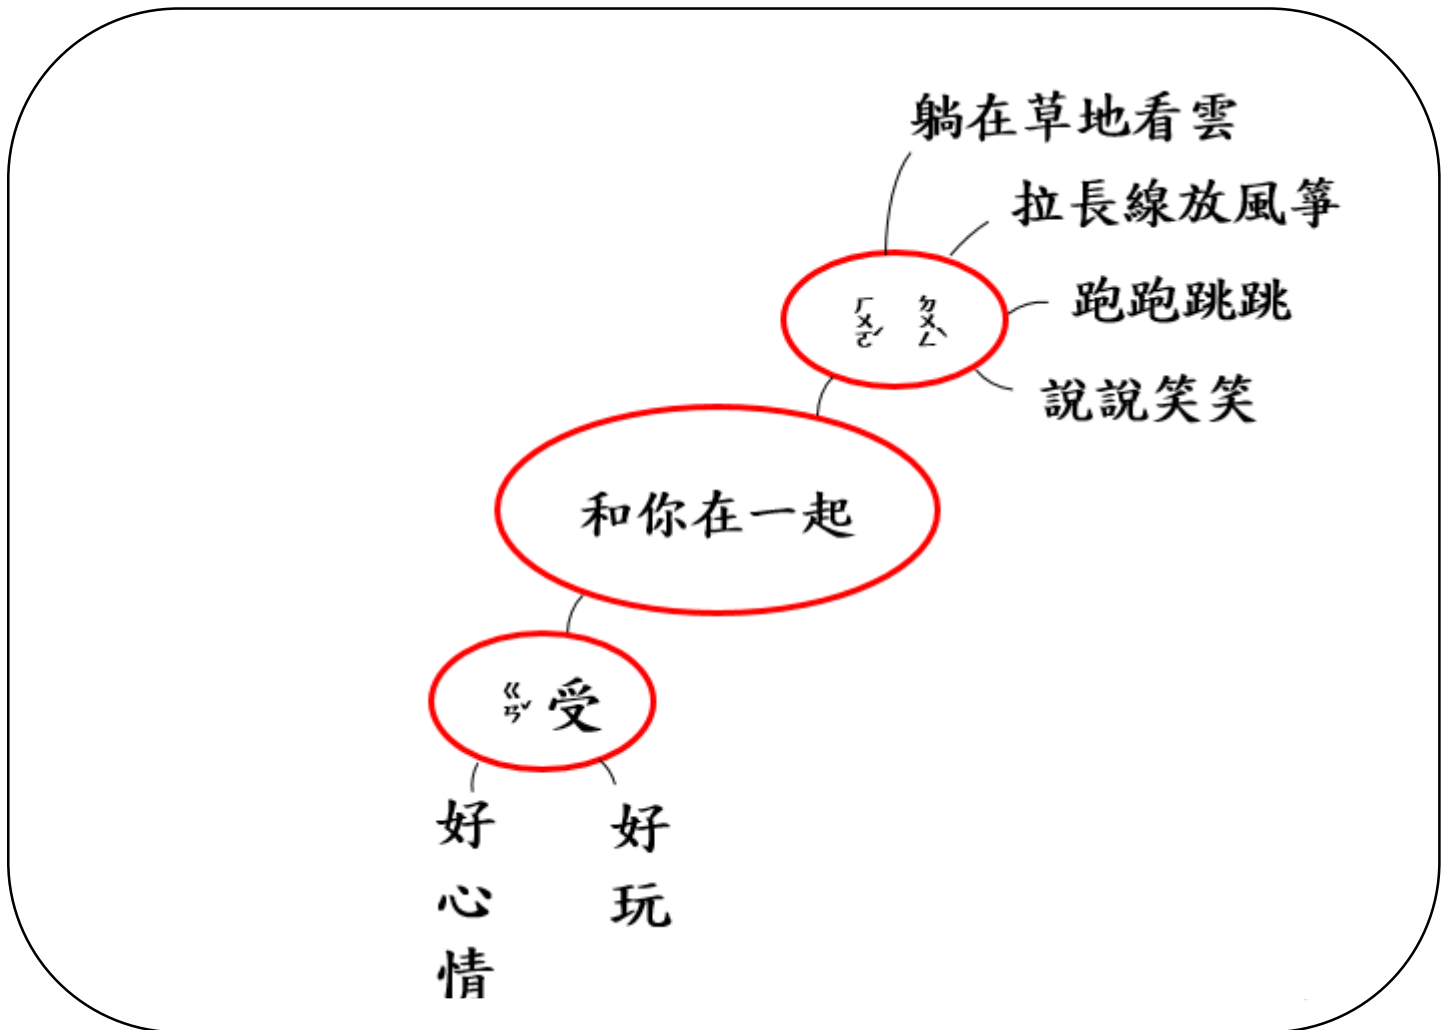 躺在草地看雲
拉長線放風箏
跑跑跳跳
說說笑笑
ㄏㄨㄛˊ ㄉㄨㄥˋ
和你在一起
ㄍㄢˇ受
好心情
好玩